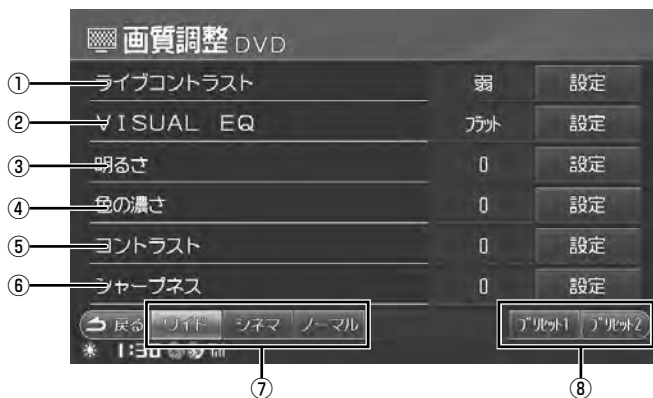 画質調整 DVD
① ライブコントラスト 弱 設定
② VISUAL EQ フラット 設定
③ 明るさ 0 設定
④ 色の濃さ 0 設定
⑤ コントラスト 0 設定
⑥ シャープネス 0 設定
戻る ワイド シネマ ノーマル プリセット1 プリセット2
1:30
⑦ ⑧